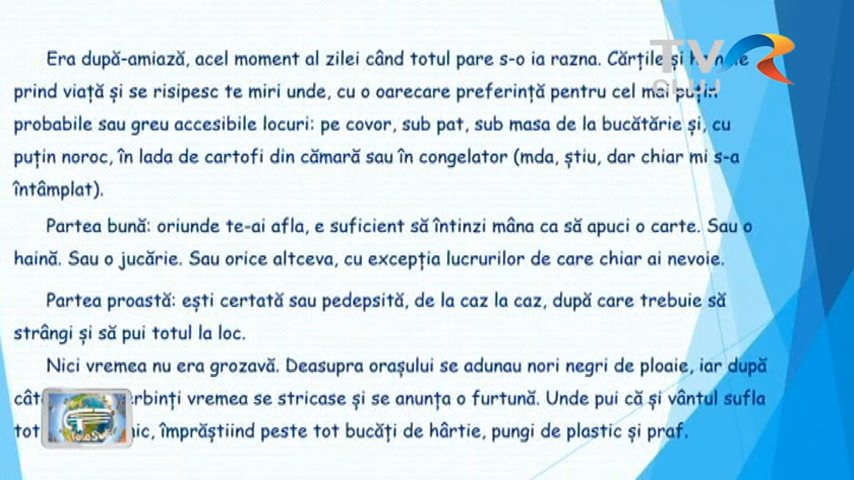 Era după-amiază, acel moment al zilei când totul pare s-o ia razna. Cărțile și
prind viață și se risipesc te miri unde, cu o oarecare preferință pentru cel mai puțin
probabile sau greu accesibile locuri: pe covor, sub pat, sub masa de la bucătărie și, cu
puțin noroc, în lada de cartofi din cămară sau în congelator (mda, știu, dar chiar mi s-a
întâmplat).
Partea bună: oriunde te-ai afla, e suficient să întinzi mâna ca să apuci o carte. Sau o
haină. Sau o jucărie. Sau orice altceva, cu excepția lucrurilor de care chiar ai nevoie.
Partea proastă: ești certată sau pedepsită, de la caz la caz, după care trebuie să
strângi și să pui totul la loc.
Nici vremea nu era grozavă. Deasupra orașului se adunau nori negri de ploaie, iar după
vremea se stricase și se anunța o furtună. Unde pui că și vântul sufla
împrăștiind peste tot bucăți de hârtie, pungi de plastic și praf.
TVR
CLUJ